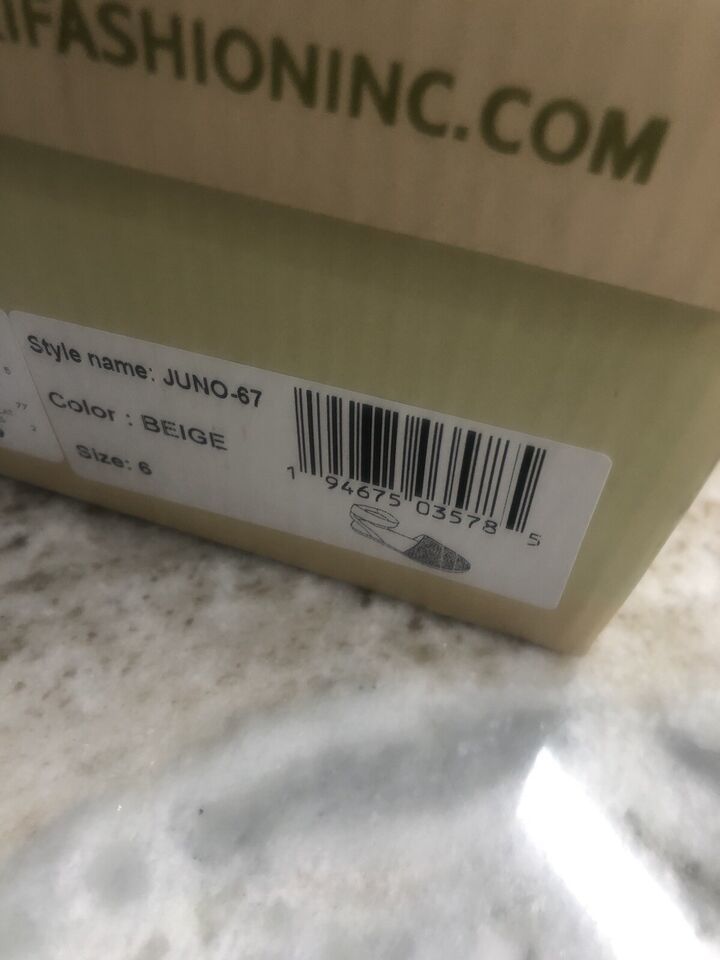 IFASHIONINC.COM
Style name: JUNO-67
Color : BEIGE
Size: 6
1 94675 03578 5